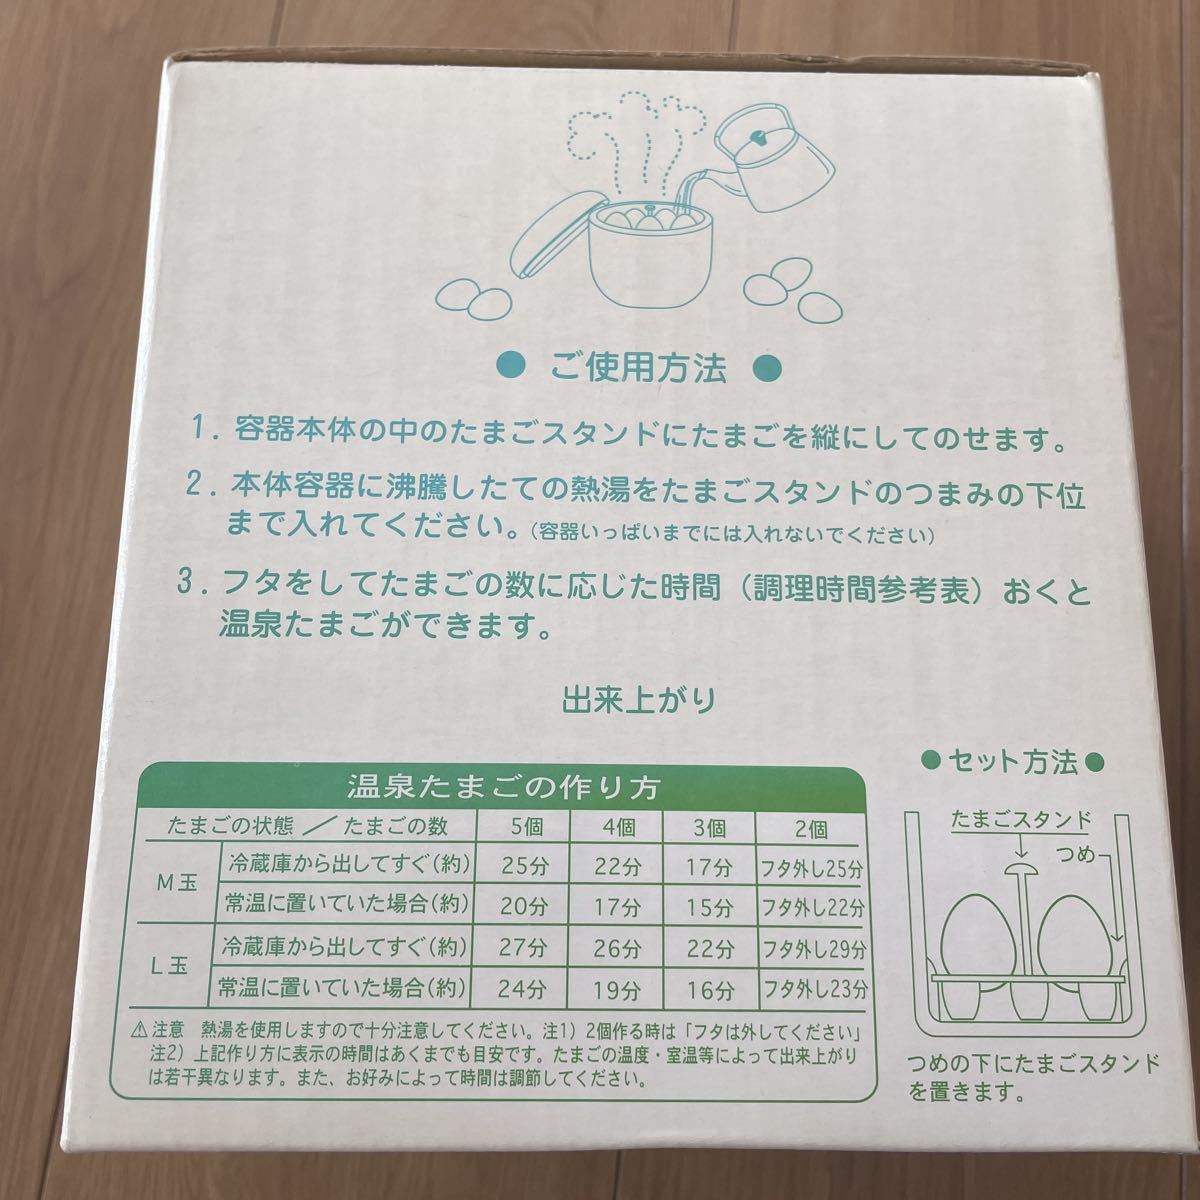 ● ご使用方法 ●
1. 容器本体の中のたまごスタンドにたまごを縦にしてのせます。
2. 本体容器に沸騰したての熱湯をたまごスタンドのつまみの下位
まで入れてください。(容器いっぱいまでには入れないでください)
3. フタをしてたまごの数に応じた時間(調理時間参考表)おくと
温泉たまごができます。
出来上がり
温泉たまごの作り方
たまごの状態 ／ たまごの数 5個 4個 3個 2個
M玉 冷蔵庫から出してすぐ(約) 25分 22分 17分 フタ外し25分
常温に置いていた場合(約) 20分 17分 15分 フタ外し22分
L玉 冷蔵庫から出してすぐ(約) 27分 26分 22分 フタ外し29分
常温に置いていた場合(約) 24分 19分 16分 フタ外し23分
⚠注意 熱湯を使用しますので十分注意してください。注1) 2個作る時は「フタは外してください」
注2) 上記作り方に表示の時間はあくまでも目安です。たまごの温度・室温等によって出来上がり
は若干異なります。また、お好みによって時間は調節してください。
● セット方法 ●
たまごスタンド
つめ
つめの下にたまごスタンド
を置きます。